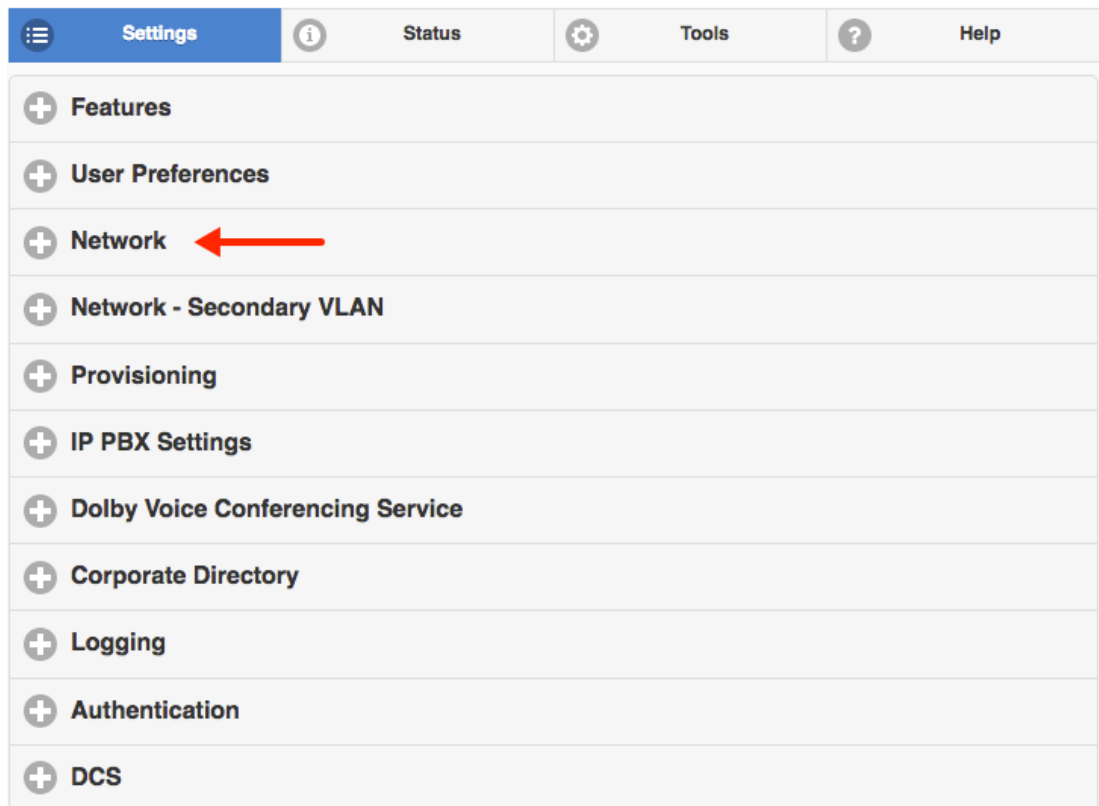 Settings Status Tools Help
Features
User Preferences
Network
Network - Secondary VLAN
Provisioning
IP PBX Settings
Dolby Voice Conferencing Service
Corporate Directory
Logging
Authentication
DCS